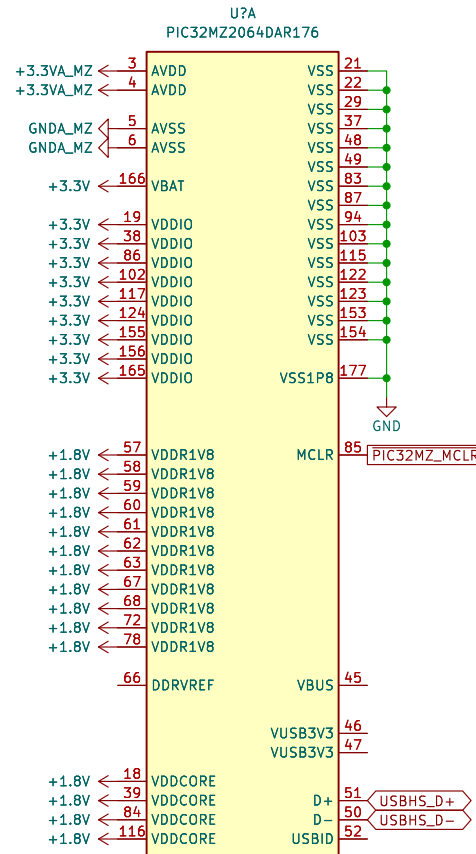 U?A
PIC32MZ2064DAR176
+3.3VA_MZ 3 AVDD VSS 21
+3.3VA_MZ 4 AVDD VSS 22
VSS 29
GNDA_MZ 5 AVSS VSS 37
GNDA_MZ 6 AVSS VSS 48
VSS 49
+3.3V 166 VBAT VSS 83
VSS 87
+3.3V 19 VDDIO VSS 94
+3.3V 38 VDDIO VSS 103
+3.3V 86 VDDIO VSS 115
+3.3V 102 VDDIO VSS 122
+3.3V 117 VDDIO VSS 123
+3.3V 124 VDDIO VSS 153
+3.3V 155 VDDIO VSS 154
+3.3V 156 VDDIO
+3.3V 165 VDDIO VSS1P8 177
GND
+1.8V 57 VDDR1V8 MCLR 85 PIC32MZ_MCLR
+1.8V 58 VDDR1V8
+1.8V 59 VDDR1V8
+1.8V 60 VDDR1V8
+1.8V 61 VDDR1V8
+1.8V 62 VDDR1V8
+1.8V 63 VDDR1V8
+1.8V 67 VDDR1V8
+1.8V 68 VDDR1V8
+1.8V 72 VDDR1V8
+1.8V 78 VDDR1V8
66 DDRVREF VBUS 45
VUSB3V3 46
VUSB3V3 47
+1.8V 18 VDDCORE
+1.8V 39 VDDCORE D+ 51 USBHS_D+
+1.8V 84 VDDCORE D- 50 USBHS_D-
+1.8V 116 VDDCORE USBID 52